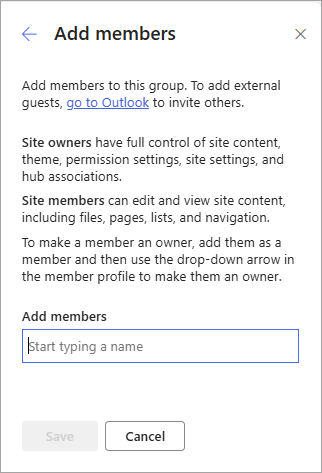 Add members
Add members to this group. To add external
guests, go to Outlook to invite others.
Site owners have full control of site content,
theme, permission settings, site settings, and
hub associations.
Site members can edit and view site content,
including files, pages, lists, and navigation.
To make a member an owner, add them as a
member and then use the drop-down arrow in
the member profile to make them an owner.
Add members
Start typing a name
Save
Cancel